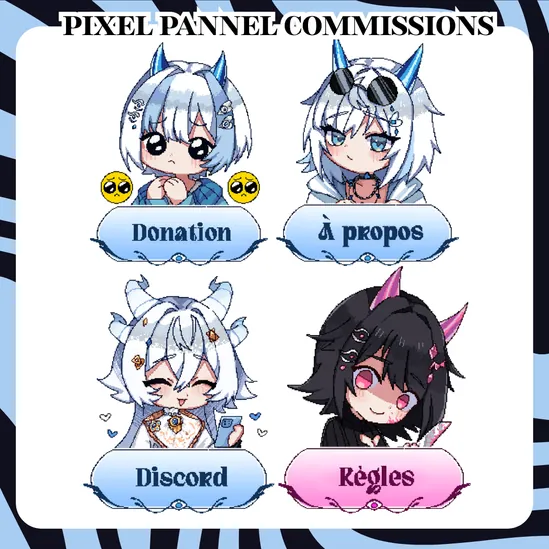 PIXEL PANNEL COMMISSIONS
Donation
À propos
Discord
Règles